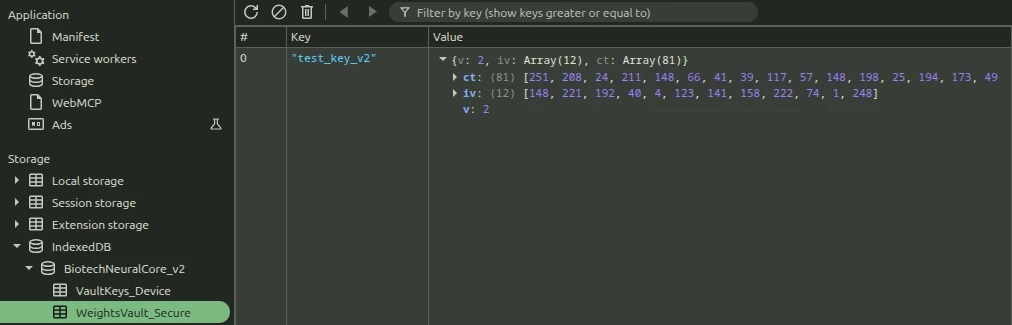 Application
Manifest
Service workers
Storage
WebMCP
Ads
Storage
Local storage
Session storage
Extension storage
IndexedDB
BiotechNeuralCore_v2
VaultKeys_Device
WeightsVault_Secure
Filter by key (show keys greater or equal to)
# Key Value
0 "test_key_v2" {v: 2, iv: Array(12), ct: Array(81)}
ct: (81) [251, 208, 24, 211, 148, 66, 41, 39, 117, 57, 148, 198, 25, 194, 173, 49
iv: (12) [148, 221, 192, 40, 4, 123, 141, 158, 222, 74, 1, 248]
v: 2